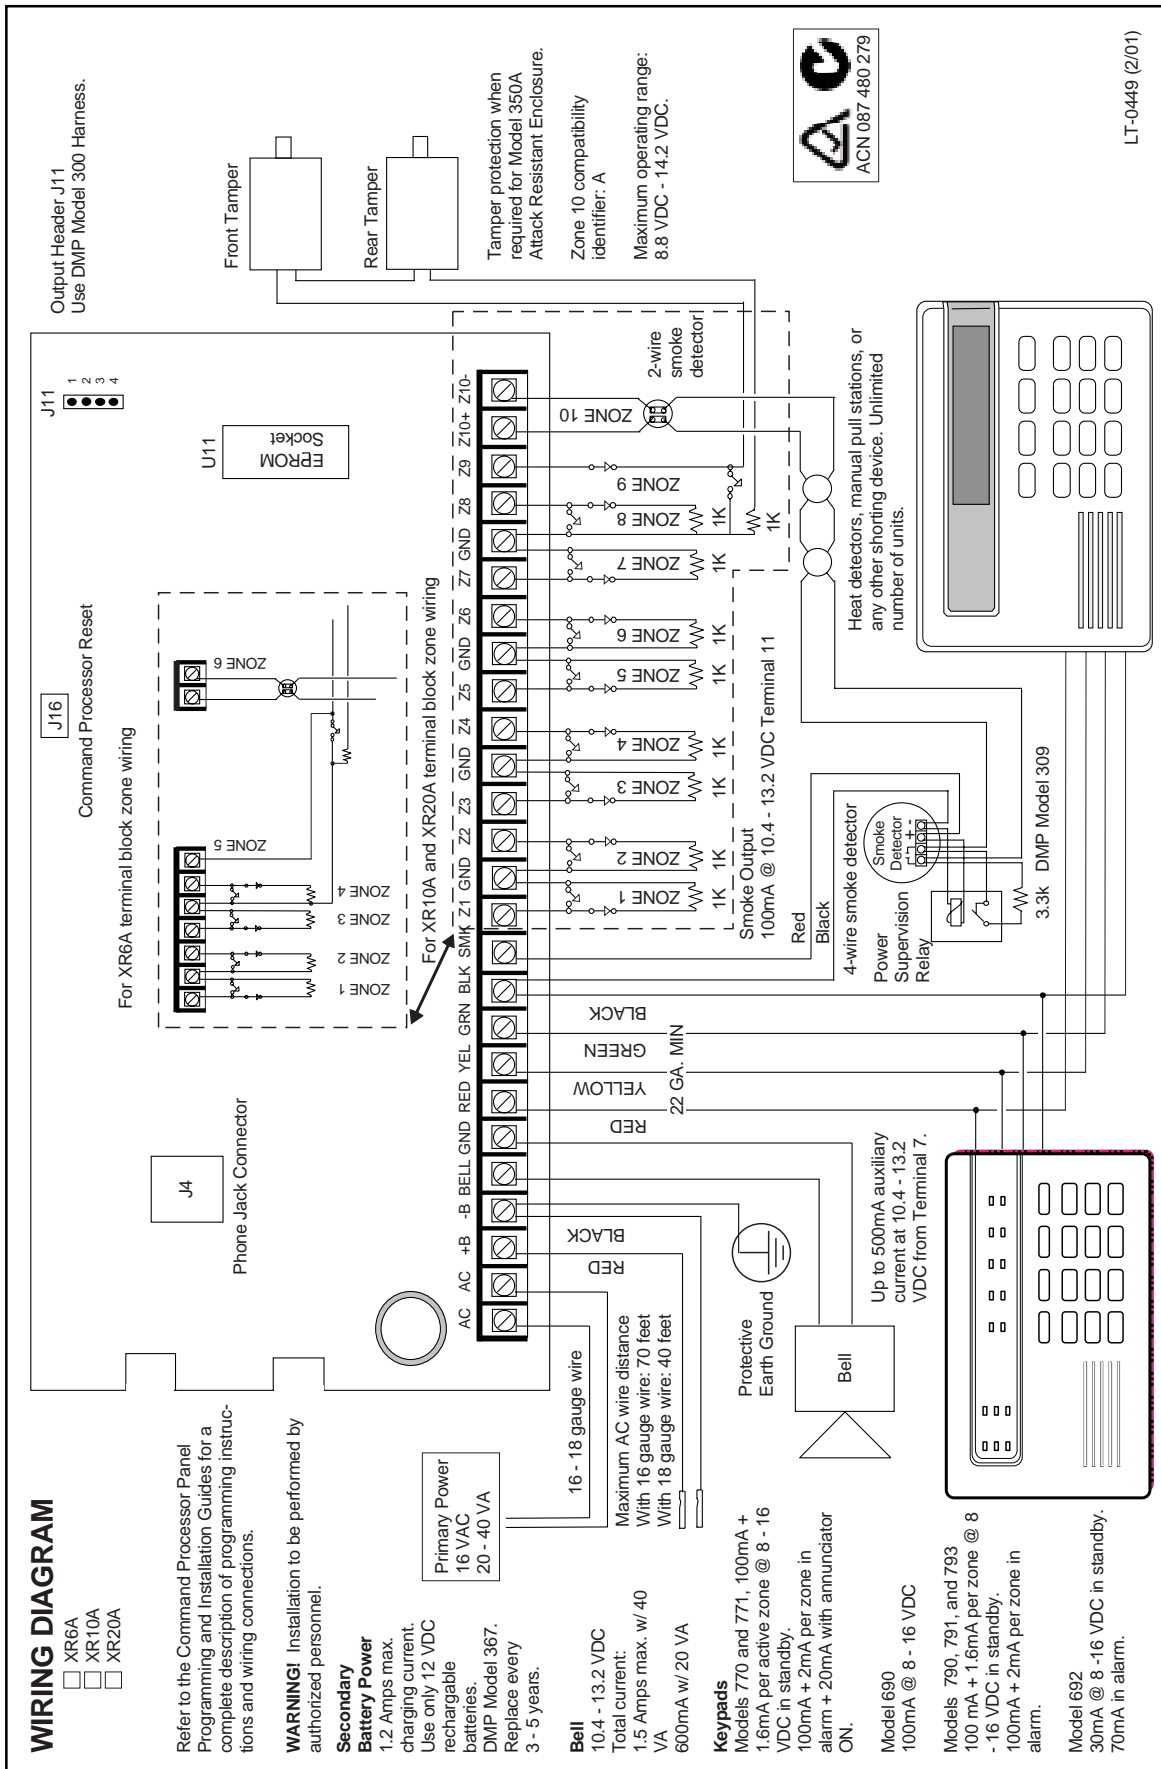 WIRING DIAGRAM
XR6A
XR10A
XR20A
Refer to the Command Processor Panel
Programming and Installation Guides for a
complete description of programming instruc-
tions and wiring connections.
WARNING! Installation to be performed by
authorized personnel.
Secondary
Battery Power
1.2 Amps max.
charging current.
Use only 12 VDC
rechargable
batteries.
DMP Model 367.
Replace every
3 - 5 years.
Bell
10.4 - 13.2 VDC
Total current:
1.5 Amps max. w/ 40
VA
600mA w/ 20 VA
Keypads
Models 770 and 771, 100mA +
1.6mA per active zone @ 8 - 16
VDC in standby.
100mA + 2mA per zone in
alarm + 20mA with annunciator
ON.
Model 690
100mA @ 8 - 16 VDC
Models 790, 791, and 793
100 mA + 1.6mA per zone @ 8
- 16 VDC in standby.
100mA + 2mA per zone in
alarm.
Model 692
30mA @ 8 -16 VDC in standby.
70mA in alarm.
Primary Power
16 VAC
20 - 40 VA
16 - 18 gauge wire
Maximum AC wire distance
With 16 gauge wire: 70 feet
With 18 gauge wire: 40 feet
RED
BLACK
Protective
Earth Ground
Bell
J4
Phone Jack Connector
J16
Command Processor Reset
For XR6A terminal block zone wiring
ZONE 1
ZONE 2
ZONE 3
ZONE 4
ZONE 5
ZONE 6
For XR10A and XR20A terminal block zone wiring
U11
EEPROM
Socket
J11
1
2
3
4
Output Header J11
Use DMP Model 300 Harness.
AC AC +B -B BELL GND RED YEL GRN BLK SMK Z1 GND Z2 Z3 GND Z4 Z5 GND Z6 Z7 GND Z8 Z9 Z10+ Z10-
RED
YELLOW
GREEN
BLACK
22 GA. MIN
ZONE 1
1K
ZONE 2
1K
ZONE 3
1K
ZONE 4
1K
ZONE 5
1K
ZONE 6
1K
ZONE 7
1K
ZONE 8
1K
ZONE 9
1K
ZONE 10
2-wire
smoke
detector
Smoke Output
100mA @ 10.4 - 13.2 VDC Terminal 11
Red
Black
4-wire smoke detector
Smoke
Detector
+ -
Power
Supervision
Relay
3.3k DMP Model 309
Up to 500mA auxiliary
current at 10.4 - 13.2
VDC from Terminal 7.
Heat detectors, manual pull stations, or
any other shorting device. Unlimited
number of units.
Front Tamper
Rear Tamper
Tamper protection when
required for Model 350A
Attack Resistant Enclosure.
Zone 10 compatibility
identifier: A
Maximum operating range:
8.8 VDC - 14.2 VDC.
ACN 087 480 279
LT-0449 (2/01)